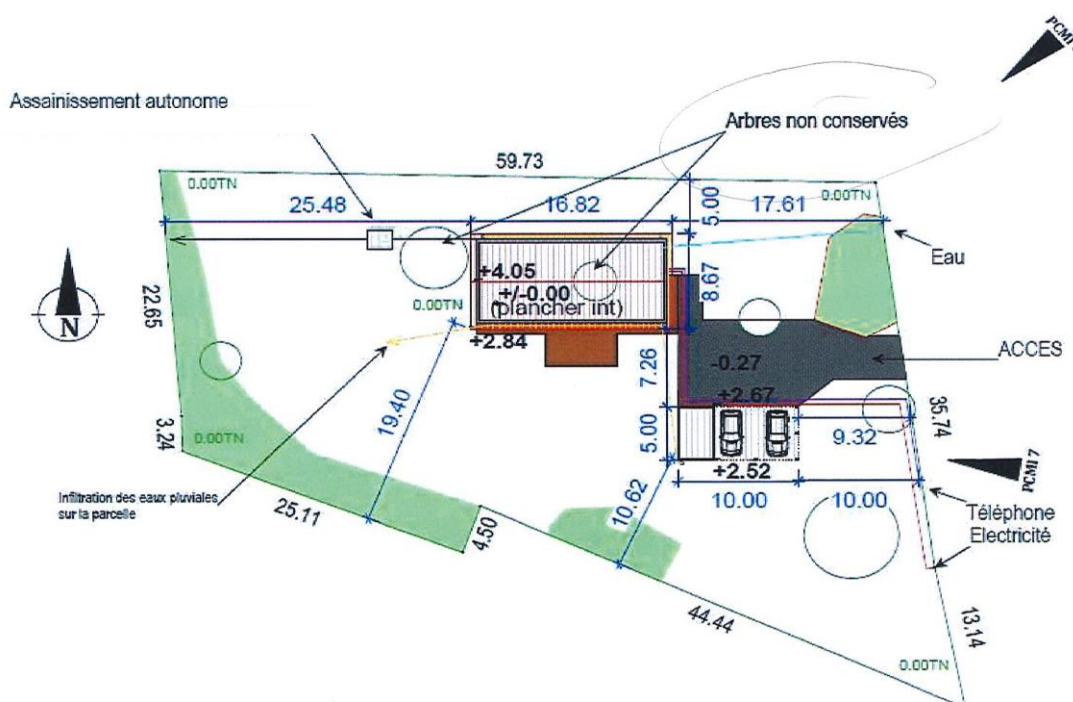 PCMI
Assainissement autonome
Arbres non conservés
59.73
0.00TN
0.00TN
25.48
16.82
5.00
17.61
Eau
+4.05
+/-0.00
(plancher int)
8.67
0.00TN
22.65
N
+2.84
ACCES
-0.27
7.26
+2.67
19.40
35.74
3.24
0.00TN
5.00
9.32
+2.52
PCMI 7
Infiltration des eaux pluviales
sur la parcelle
10.00
10.00
10.62
25.11
4.50
Téléphone
Electricité
44.44
13.14
0.00TN